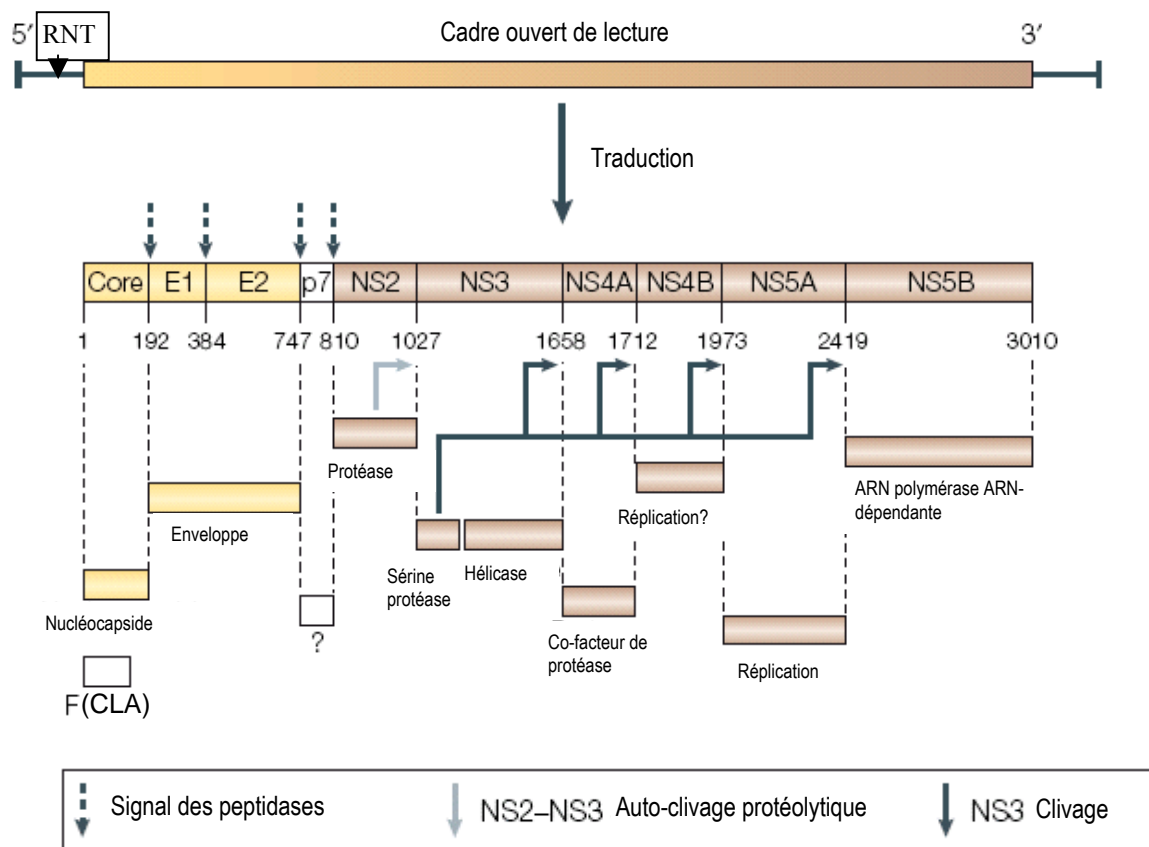 5′ RNT Cadre ouvert de lecture 3′
Traduction
Core E1 E2 p7 NS2 NS3 NS4A NS4B NS5A NS5B
1 192 384 747 810 1027 1658 1712 1973 2419 3010
Protéase
ARN polymérase ARN-
dépendante
Réplication?
Enveloppe
Sérine
protéase
Hélicase
Nucléocapside
?
Co-facteur de
protéase
Réplication
F(CLA)
Signal des peptidases NS2–NS3 Auto-clivage protéolytique NS3 Clivage